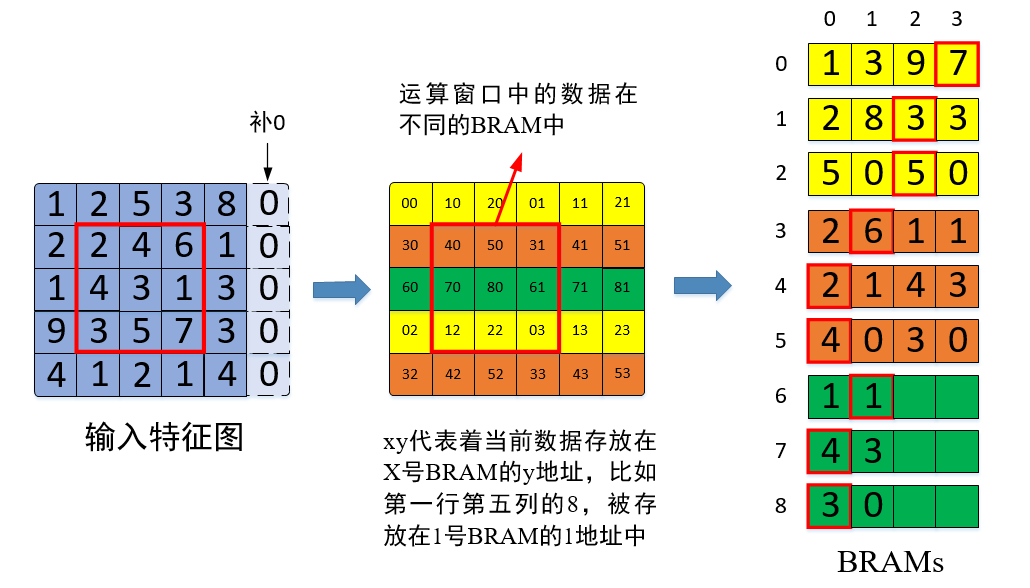 补0
1 2 5 3 8 0
2 2 4 6 1 0
1 4 3 1 3 0
9 3 5 7 3 0
4 1 2 1 4 0
输入特征图
运算窗口中的数据在
不同的BRAM中
00 10 20 01 11 21
30 40 50 31 41 51
60 70 80 61 71 81
02 12 22 03 13 23
32 42 52 33 43 53
xy代表着当前数据存放在
X号BRAM的y地址，比如
第一行第五列的8，被存
放在1号BRAM的1地址中
0 1 2 3
0 1 3 9 7
1 2 8 3 3
2 5 0 5 0
3 2 6 1 1
4 2 1 4 3
5 4 0 3 0
6 1 1
7 4 3
8 3 0
BRAMs